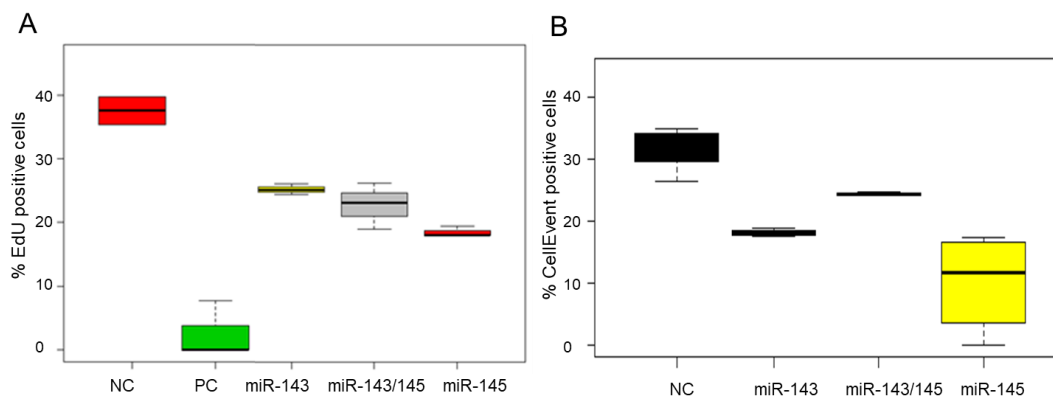 A
% EdU positive cells
40
30
20
10
0
NC PC miR-143 miR-143/145 miR-145
B
% CellEvent positive cells
40
30
20
10
0
NC miR-143 miR-143/145 miR-145